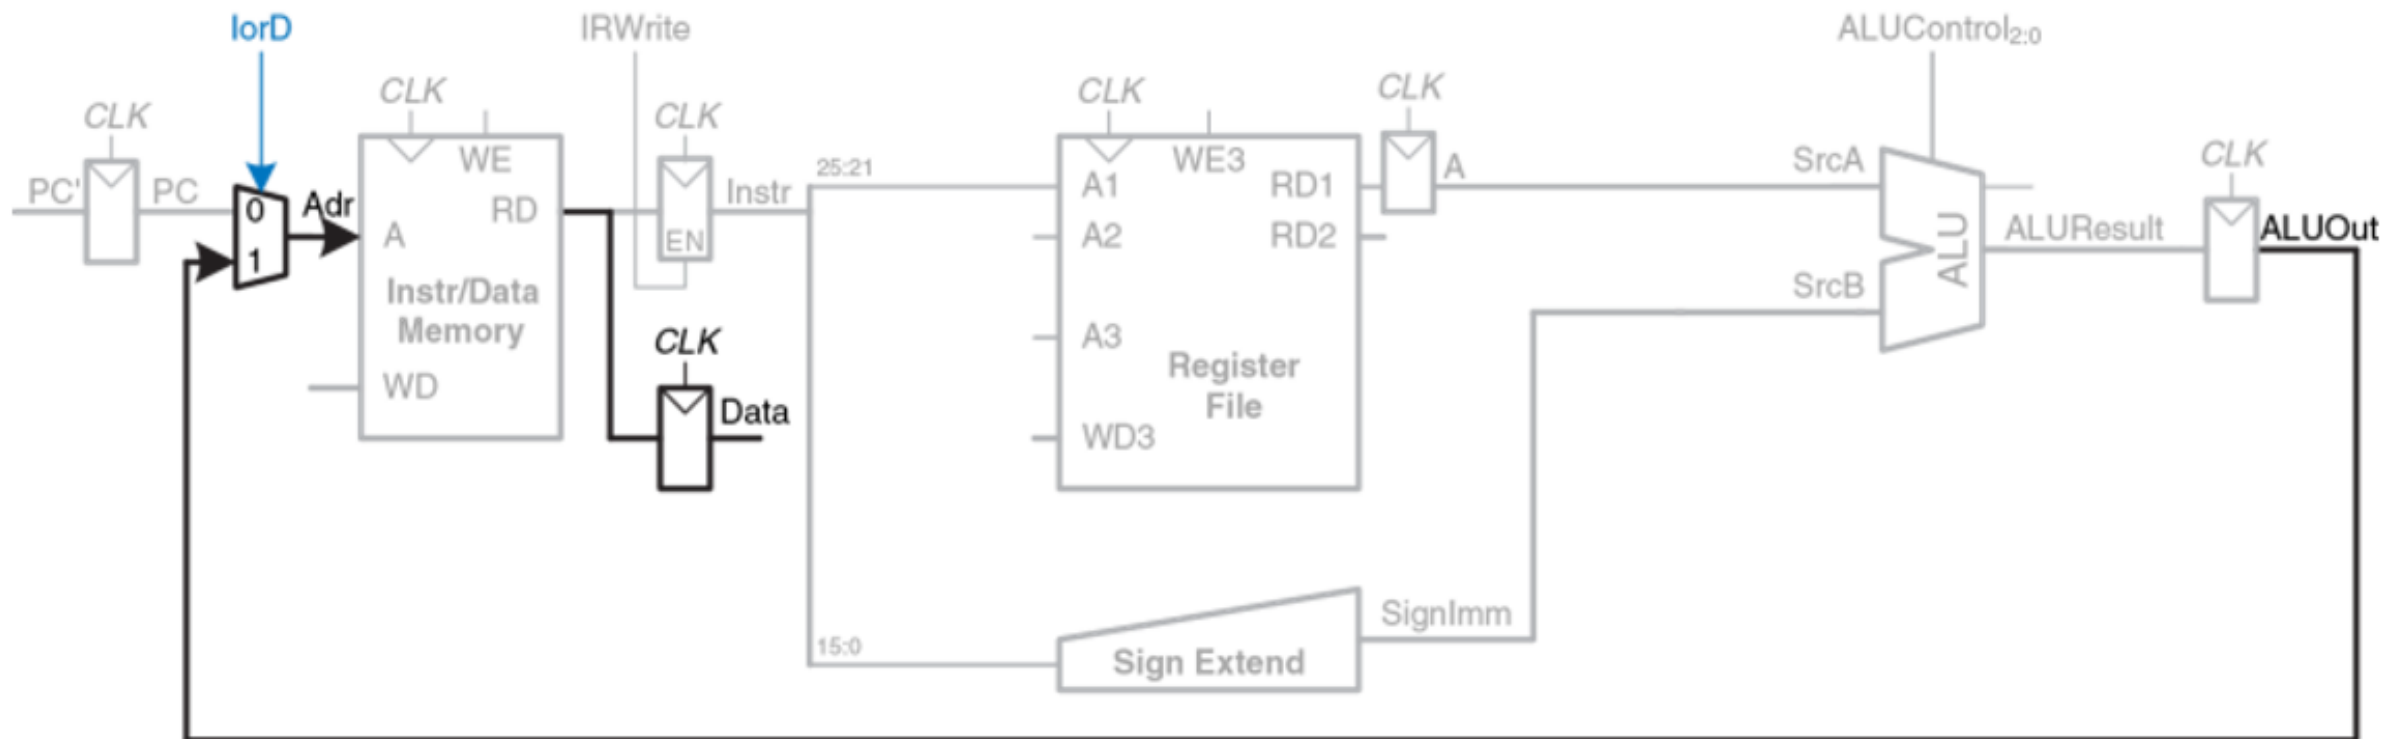 IorD
IRWrite
ALUControl2:0
CLK
CLK
CLK
CLK
CLK
CLK
PC'
PC
0
1
Adr
WE
RD
A
Instr/Data
Memory
WD
EN
Instr
CLK
Data
25:21
15:0
WE3
A1
RD1
A2
RD2
A3
Register
File
WD3
A
SrcA
SrcB
ALU
ALUResult
ALUOut
SignImm
Sign Extend